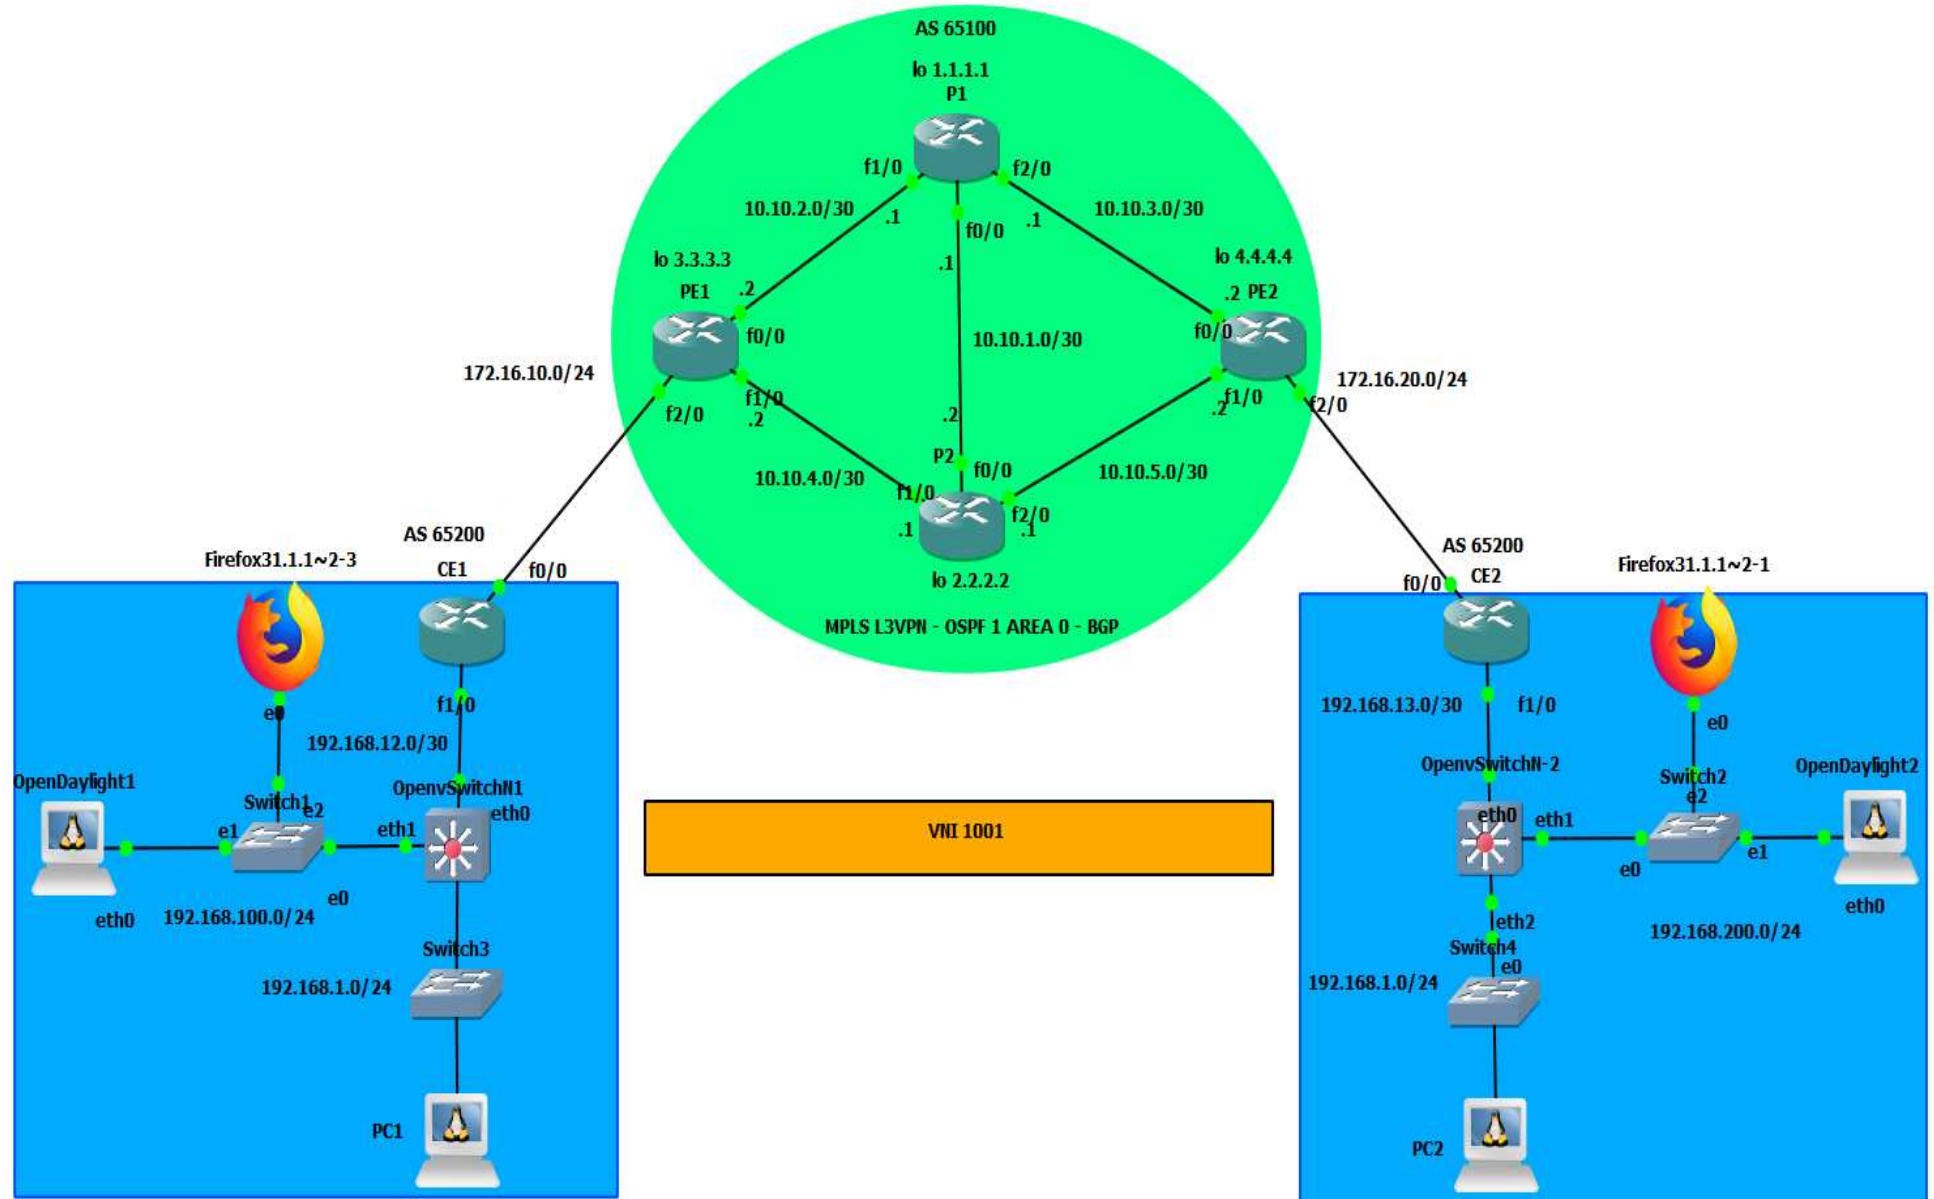 AS 65100
lo 1.1.1.1
P1
f1/0
f2/0
10.10.2.0/30
.1
f0/0
.1
10.10.3.0/30
lo 3.3.3.3
PE1
.2
f0/0
.1
lo 4.4.4.4
.2 PE2
f0/0
10.10.1.0/30
172.16.10.0/24
f2/0
f1/0
.2
172.16.20.0/24
f1/0
.2
f2/0
.2
P2
f0/0
10.10.4.0/30
f1/0
.1
10.10.5.0/30
f2/0
.1
lo 2.2.2.2
MPLS L3VPN - OSPF 1 AREA 0 - BGP
AS 65200
CE1
f0/0
Firefox31.1.1~2-3
e0
f1/0
192.168.12.0/30
OpenDaylight1
Switch1
e2
OpenvSwitchN1
eth0
e1
eth1
e0
eth0
192.168.100.0/24
Switch3
192.168.1.0/24
PC1
VNI 1001
AS 65200
CE2
f0/0
Firefox31.1.1~2-1
192.168.13.0/30
f1/0
e0
OpenvSwitchN-2
Switch2
e2
OpenDaylight2
eth0
eth1
e0
e1
eth0
eth2
192.168.200.0/24
Switch4
e0
192.168.1.0/24
PC2